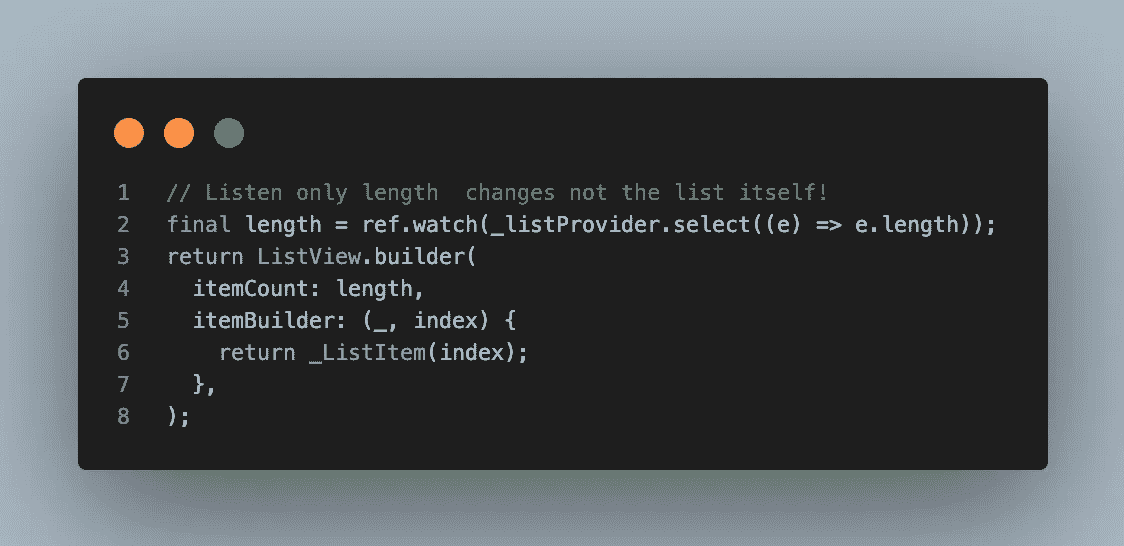 1 // Listen only length  changes not the list itself!
2 final length = ref.watch(_listProvider.select((e) => e.length));
3 return ListView.builder(
4   itemCount: length,
5   itemBuilder: (_, index) {
6     return _ListItem(index);
7   },
8 );